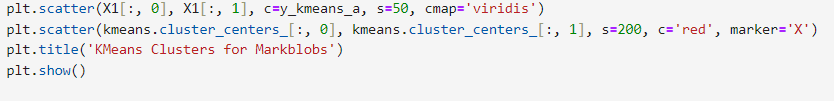 plt.scatter(X1[:, 0], X1[:, 1], c=y_kmeans_a, s=50, cmap='viridis')
plt.scatter(kmeans.cluster_centers_[:, 0], kmeans.cluster_centers_[:, 1], s=200, c='red', marker='X')
plt.title('KMeans Clusters for Markblobs')
plt.show()